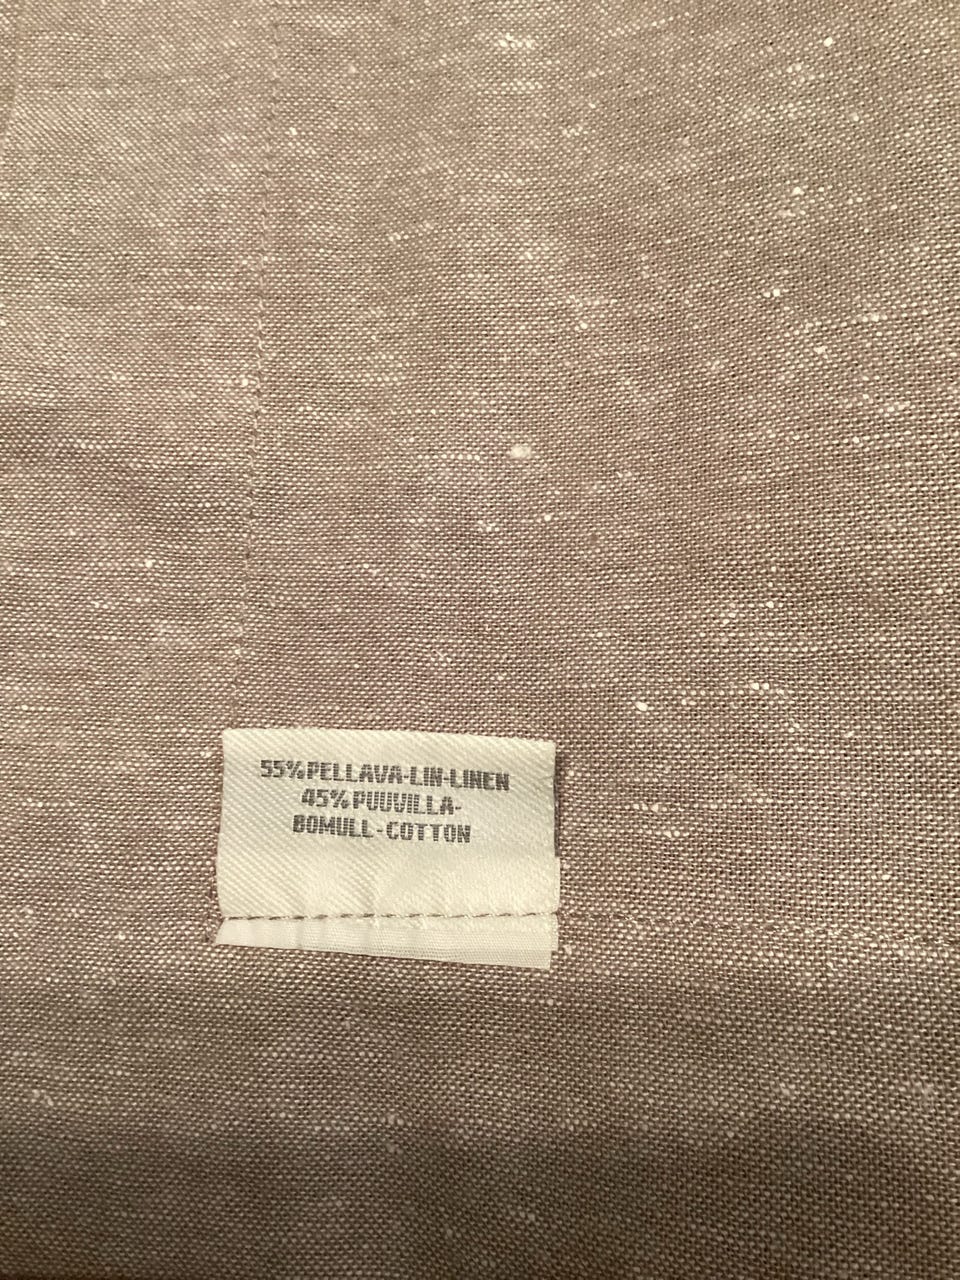 55% PELLAVA-LIN-LINEN
45% PUUVILLA-
BOMULL-COTTON